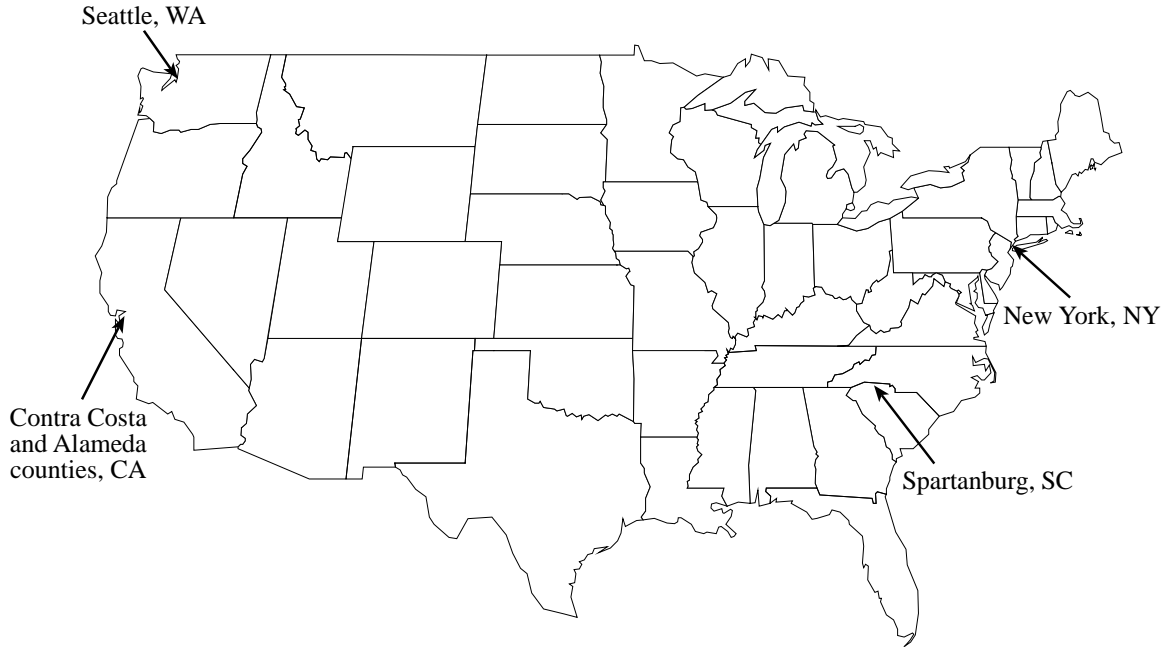 Seattle, WA
New York, NY
Contra Costa
and Alameda
counties, CA
Spartanburg, SC